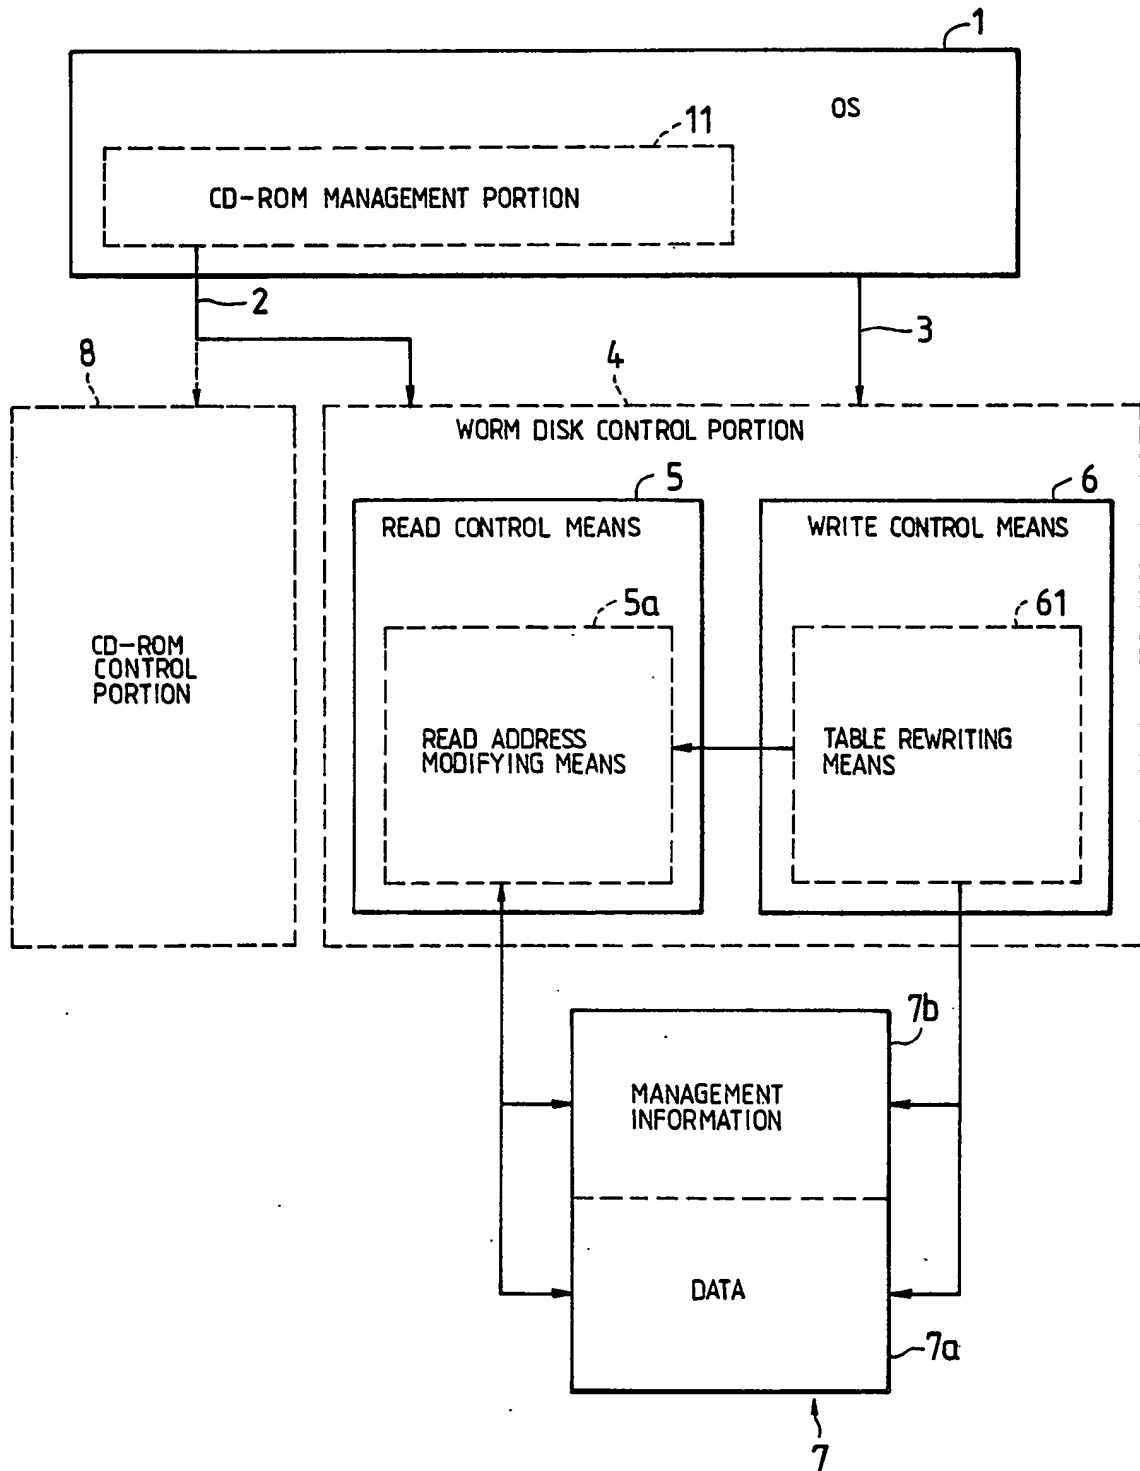 1
OS
11
CD-ROM MANAGEMENT PORTION
2
3
8
4
WORM DISK CONTROL PORTION
5
6
READ CONTROL MEANS
WRITE CONTROL MEANS
5a
61
CD-ROM
CONTROL
PORTION
READ ADDRESS
MODIFYING MEANS
TABLE REWRITING
MEANS
7b
MANAGEMENT
INFORMATION
DATA
7a
7